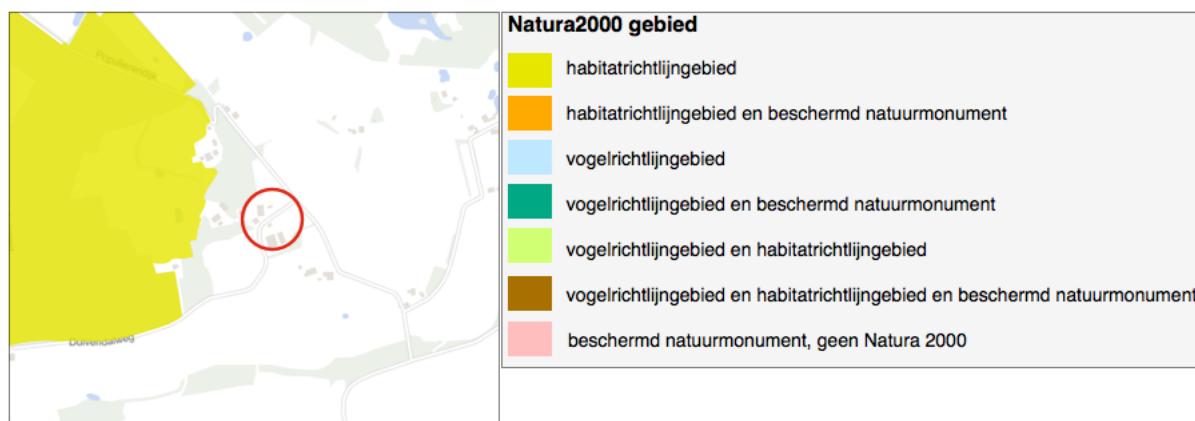 Natura2000 gebied
habitatrichtlijngebied
habitatrichtlijngebied en beschermd natuurmonument
vogelrichtlijngebied
vogelrichtlijngebied en beschermd natuurmonument
vogelrichtlijngebied en habitatrichtlijngebied
vogelrichtlijngebied en habitatrichtlijngebied en beschermd natuurmonument
beschermd natuurmonument, geen Natura 2000
Populierendijk
Duivendalweg